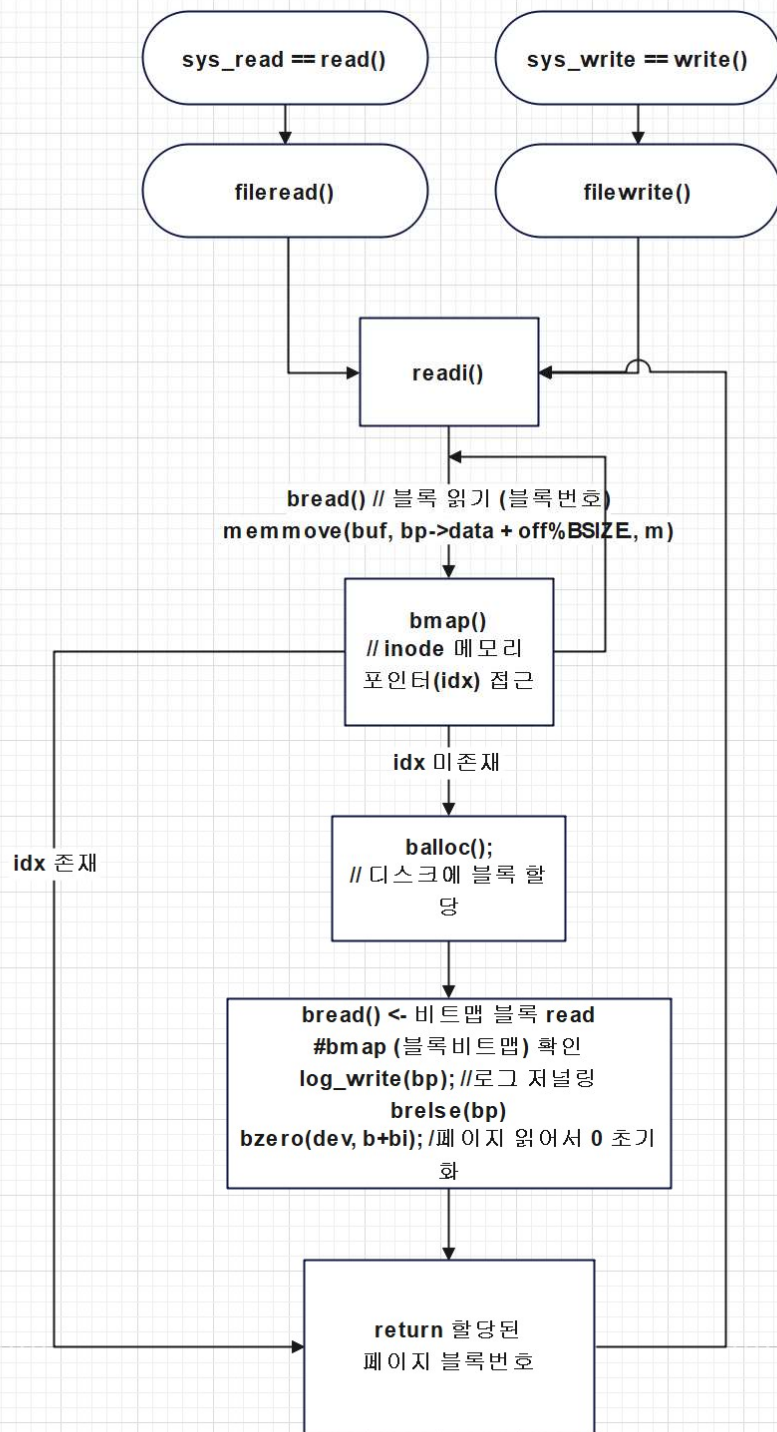 sys_read == read()
sys_write == write()
fileread()
filewrite()
readi()
bread() // 블록 읽기 (블록번호)
memmove(buf, bp->data + off%BSIZE, m)
bmap()
// inode 메모리
포인터(idx) 접근
idx 미존재
idx 존재
balloc();
// 디스크에 블록 할
당
bread() <- 비트맵 블록 read
#bmap (블록비트맵) 확인
log_write(bp); //로그 저널링
brelse(bp)
bzero(dev, b+bi); /페이지 읽어서 0 초기
화
return 할당된
페이지 블록번호